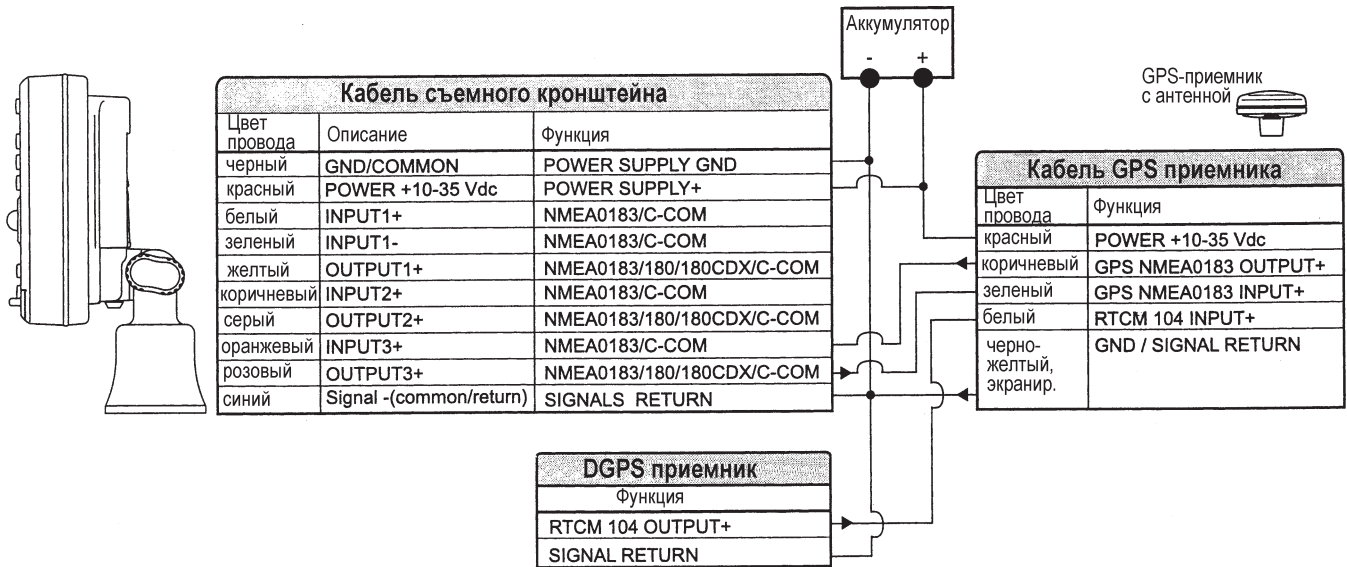 Аккумулятор
- +
GPS-приемник
с антенной
Кабель съемного кронштейна
Цвет провода Описание Функция
черный GND/COMMON POWER SUPPLY GND
красный POWER +10-35 Vdc POWER SUPPLY+
белый INPUT1+ NMEA0183/C-COM
зеленый INPUT1- NMEA0183/C-COM
желтый OUTPUT1+ NMEA0183/180/180CDX/C-COM
коричневый INPUT2+ NMEA0183/C-COM
серый OUTPUT2+ NMEA0183/180/180CDX/C-COM
оранжевый INPUT3+ NMEA0183/C-COM
розовый OUTPUT3+ NMEA0183/180/180CDX/C-COM
синий Signal -(common/return) SIGNALS RETURN
Кабель GPS приемника
Цвет провода Функция
красный POWER +10-35 Vdc
коричневый GPS NMEA0183 OUTPUT+
зеленый GPS NMEA0183 INPUT+
белый RTCM 104 INPUT+
черно- GND / SIGNAL RETURN
желтый,
экранир.
DGPS приемник
Функция
RTCM 104 OUTPUT+
SIGNAL RETURN